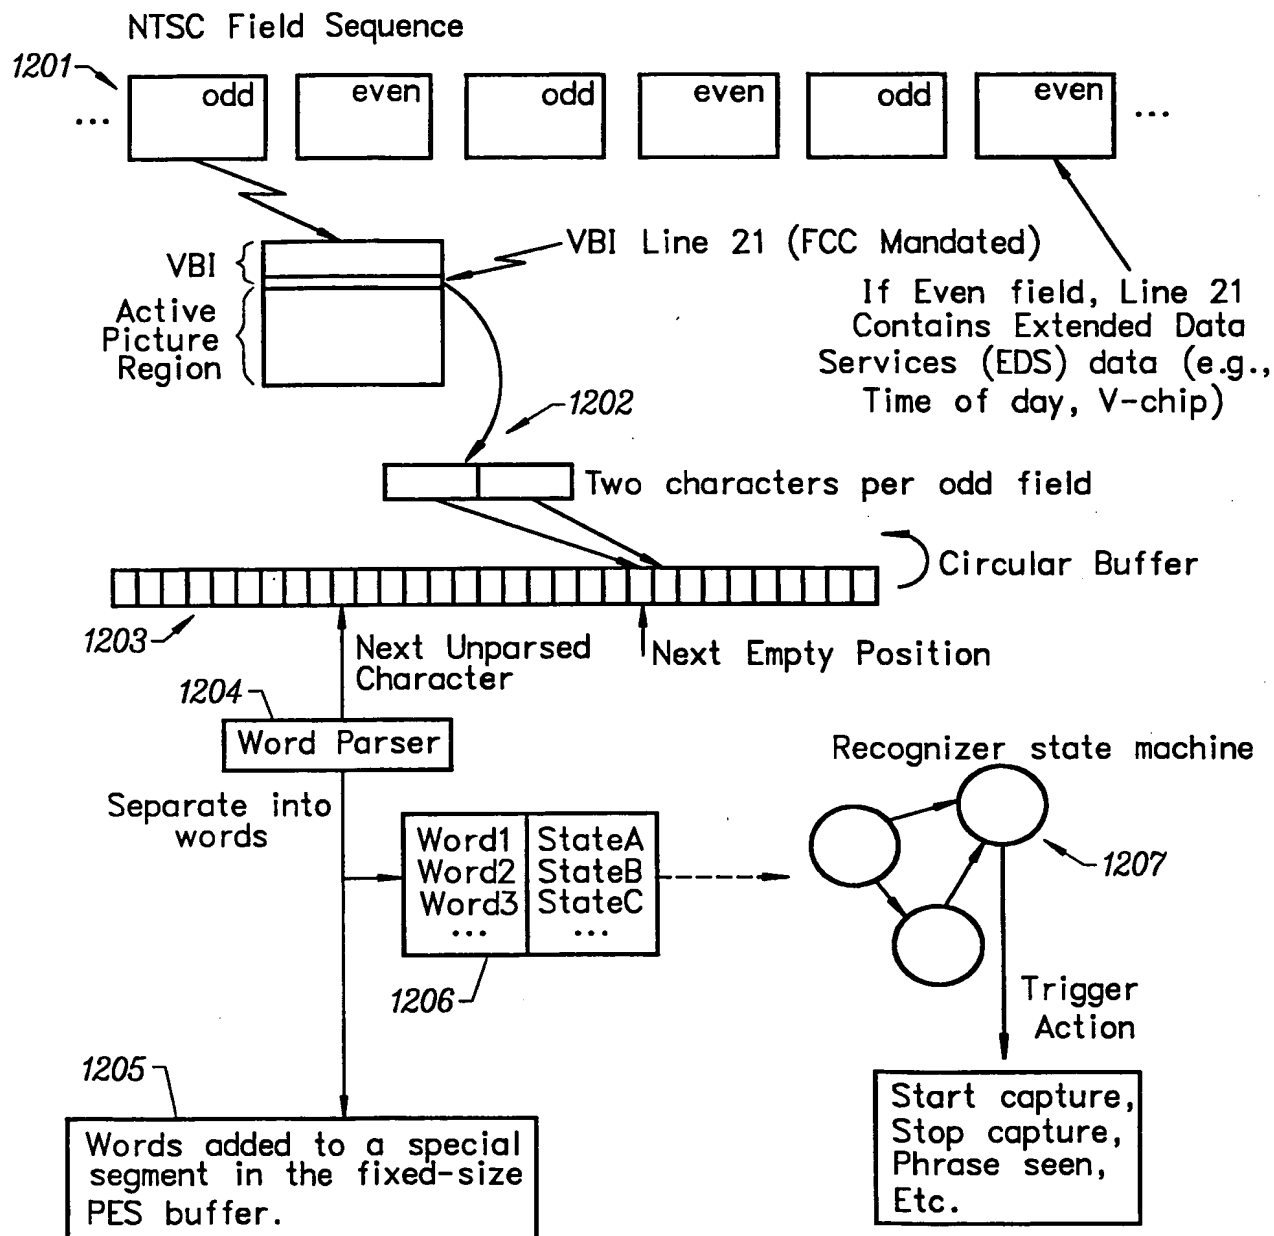 NTSC Field Sequence
1201
... odd even odd even odd even ...
VBI
VBI Line 21 (FCC Mandated)
Active
Picture
Region
If Even field, Line 21
Contains Extended Data
Services (EDS) data (e.g.,
Time of day, V-chip)
1202
Two characters per odd field
Circular Buffer
1203
Next Unparsed
Character
Next Empty Position
1204
Word Parser
Separate into
words
Word1 StateA
Word2 StateB
Word3 StateC
... ...
1206
Recognizer state machine
1207
Trigger
Action
Start capture,
Stop capture,
Phrase seen,
Etc.
1205
Words added to a special
segment in the fixed-size
PES buffer.